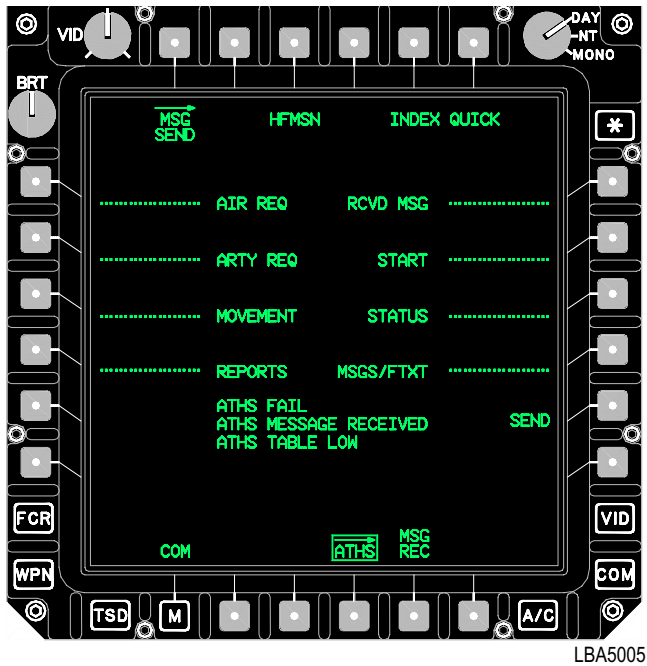 VID
DAY
NT
MONO
BRT
MSG
SEND
HFMSN
INDEX QUICK
*
AIR REQ
RCVD MSG
ARTY REQ
START
MOVEMENT
STATUS
REPORTS
MSGS/FTXT
ATHS FAIL
ATHS MESSAGE RECEIVED
ATHS TABLE LOW
SEND
FCR
VID
COM
ATHS
MSG
REC
WPN
COM
TSD
M
A/C
LBA5005